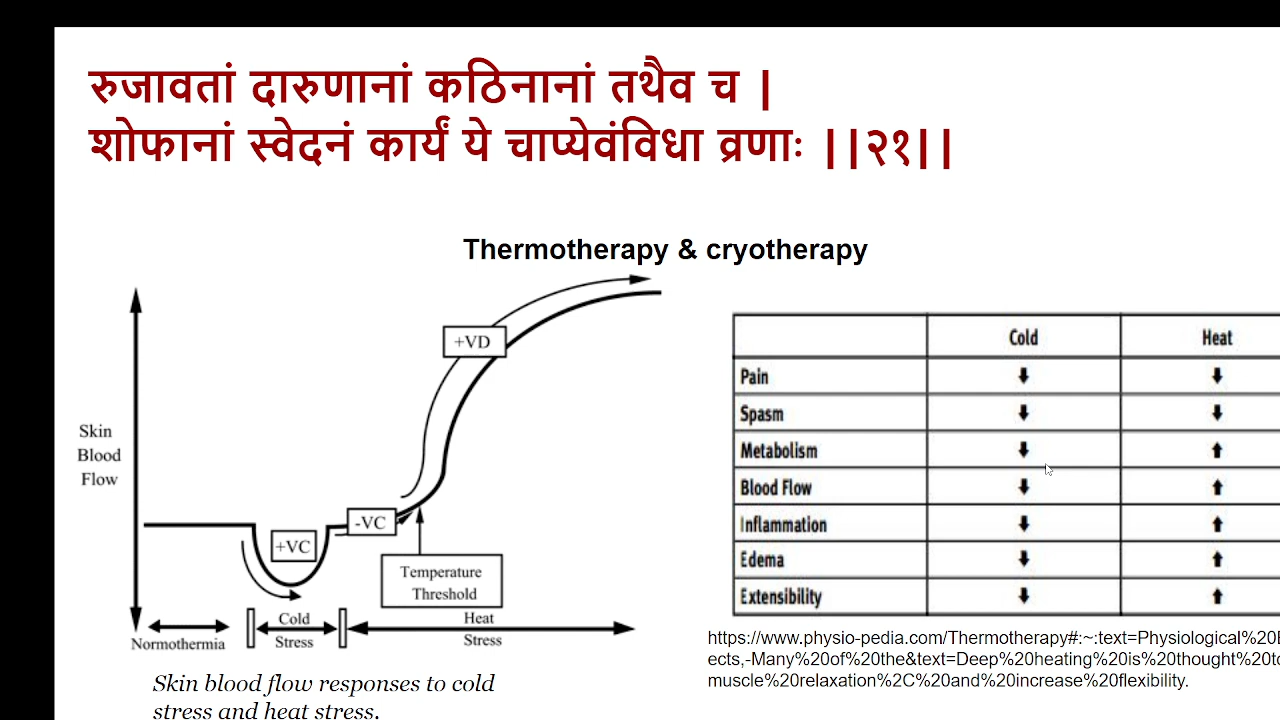 रुजावतां दारुणानां कठिनानां तथैव च |
शोफानां स्वेदनं कार्यं ये चाप्येवंविधा व्रणाः ||२१||
Thermotherapy & cryotherapy
Skin
Blood
Flow
+VD
-VC
+VC
Temperature
Threshold
Normothermia
Cold
Stress
Heat
Stress
Skin blood flow responses to cold
stress and heat stress.
Cold Heat
Pain
Spasm
Metabolism
Blood Flow
Inflammation
Edema
Extensibility
https://www.physio-pedia.com/Thermotherapy#:~:text=Physiological%20
ects,-Many%20of%20the&text=Deep%20heating%20is%20thought%20to
muscle%20relaxation%2C%20and%20increase%20flexibility.